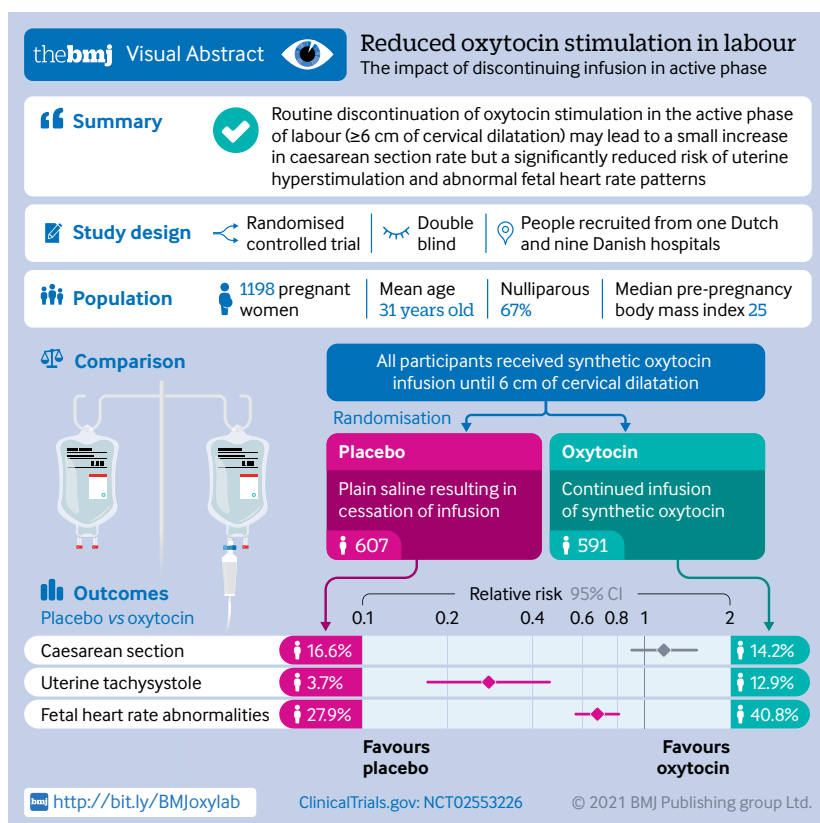 thebmj Visual Abstract
Reduced oxytocin stimulation in labour
The impact of discontinuing infusion in active phase
Summary
Routine discontinuation of oxytocin stimulation in the active phase
of labour (≥6 cm of cervical dilatation) may lead to a small increase
in caesarean section rate but a significantly reduced risk of uterine
hyperstimulation and abnormal fetal heart rate patterns
Study design
Randomised
controlled trial
Double
blind
People recruited from one Dutch
and nine Danish hospitals
Population
1198 pregnant
women
Mean age
31 years old
Nulliparous
67%
Median pre-pregnancy
body mass index 25
Comparison
All participants received synthetic oxytocin
infusion until 6 cm of cervical dilatation
Randomisation
Placebo
Plain saline resulting in
cessation of infusion
607
Oxytocin
Continued infusion
of synthetic oxytocin
591
Outcomes
Placebo vs oxytocin
Relative risk 95% CI
0.1 0.2 0.4 0.6 0.8 1 2
Caesarean section 16.6% 14.2%
Uterine tachysystole 3.7% 12.9%
Fetal heart rate abnormalities 27.9% 40.8%
Favours
placebo
Favours
oxytocin
bmj http://bit.ly/BMJoxylab
ClinicalTrials.gov: NCT02553226
© 2021 BMJ Publishing group Ltd.